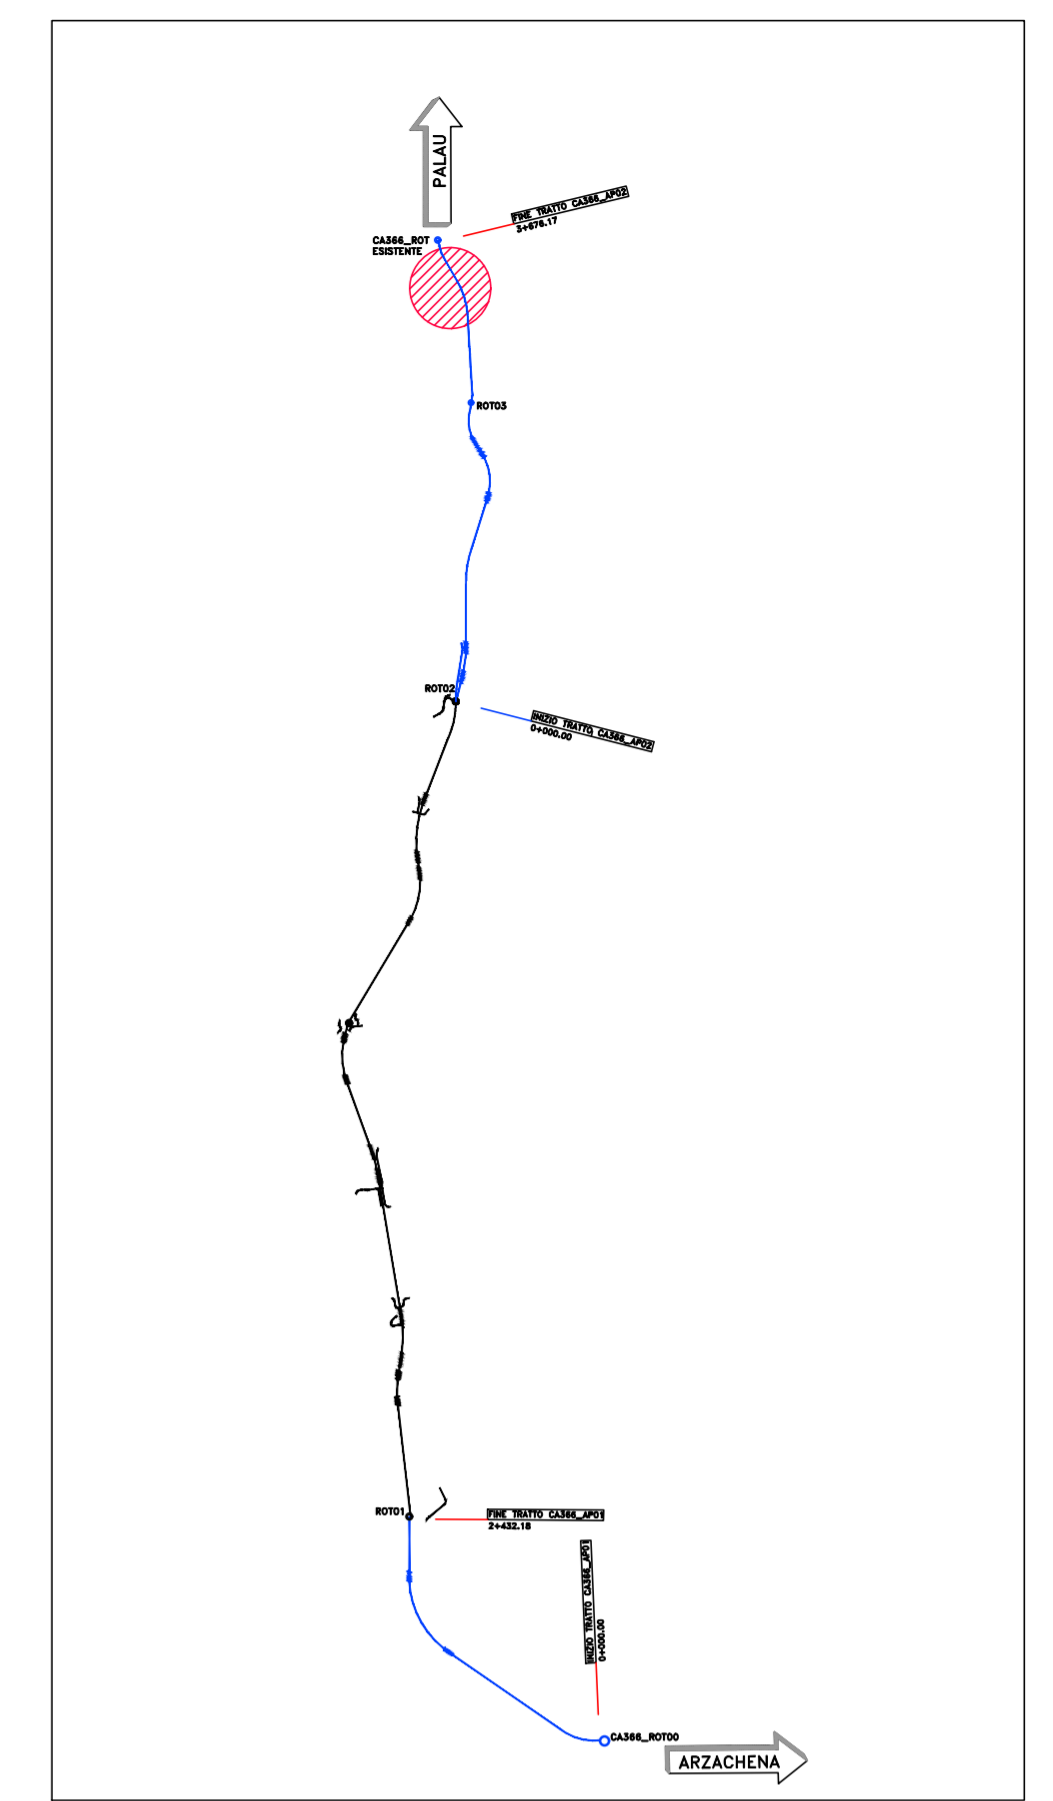 PALAU
FINE TRATTO CA366_AP02
3+676.17
CA366_ROT
ESISTENTE
ROT03
ROT02
INIZIO TRATTO CA366_AP02
0+000.00
ROT01
FINE TRATTO CA366_AP01
2+432.18
INIZIO TRATTO CA366_AP01
0+000.00
CA366_ROT00
ARZACHENA